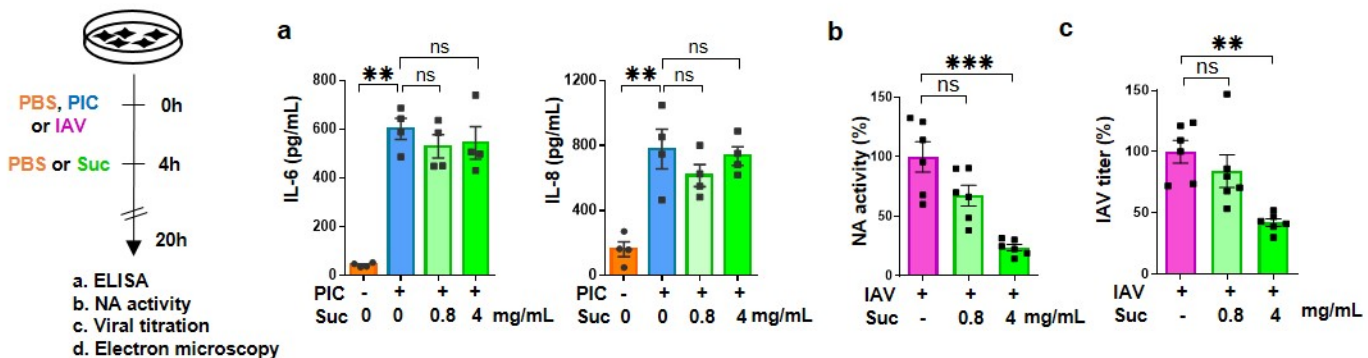 PBS, PIC
or IAV
0h
PBS or Suc
4h
20h
a. ELISA
b. NA activity
c. Viral titration
d. Electron microscopy
a
IL-6 (pg/mL)
800
600
400
200
0
**
ns
ns
PIC - + + +
Suc 0 0 0.8 4 mg/mL
IL-8 (pg/mL)
1200
800
400
0
**
ns
ns
PIC - + + +
Suc 0 0 0.8 4 mg/mL
b
NA activity (%)
150
100
50
0
***
ns
IAV + + +
Suc - 0.8 4 mg/mL
c
IAV titer (%)
150
100
50
0
**
ns
IAV + + +
Suc - 0.8 4 mg/mL